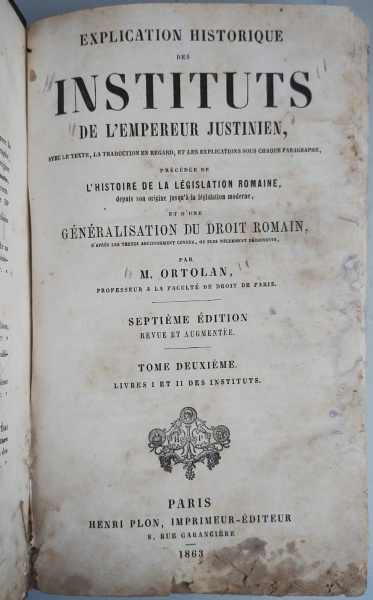 EXPLICATION HISTORIQUE
DES
INSTITUTS
DE L'EMPEREUR JUSTINIEN,
AVEC LE TEXTE, LA TRADUCTION EN REGARD, ET LES EXPLICATIONS SOUS CHAQUE PARAGRAPHE,
PRÉCÉDÉE DE
L'HISTOIRE DE LA LÉGISLATION ROMAINE,
depuis son origine jusqu'à la législation moderne,
ET D'UNE
GÉNÉRALISATION DU DROIT ROMAIN,
D'APRÈS LES TEXTES ANCIENNEMENT CONNUS, OU PLUS RÉCEMMENT DÉCOUVERTS,
PAR
M. ORTOLAN,
PROFESSEUR A LA FACULTÉ DE DROIT DE PARIS.
SEPTIÈME ÉDITION
REVUE ET AUGMENTÉE.
TOME DEUXIÈME.
LIVRES I ET II DES INSTITUTS.
H P
PARIS
HENRI PLON, IMPRIMEUR-ÉDITEUR
8, RUE GARANCIÈRE
1863